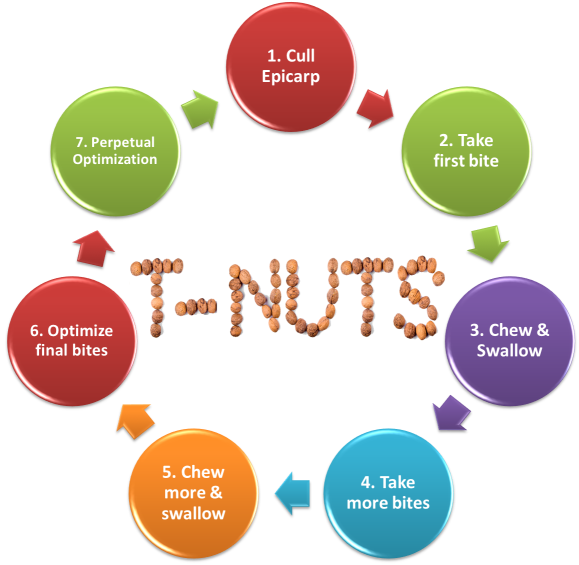 1. Cull
Epicarp
2. Take
first bite
3. Chew &
Swallow
4. Take
more bites
5. Chew
more &
swallow
6. Optimize
final bites
7. Perpetual
Optimization
T-NUTS